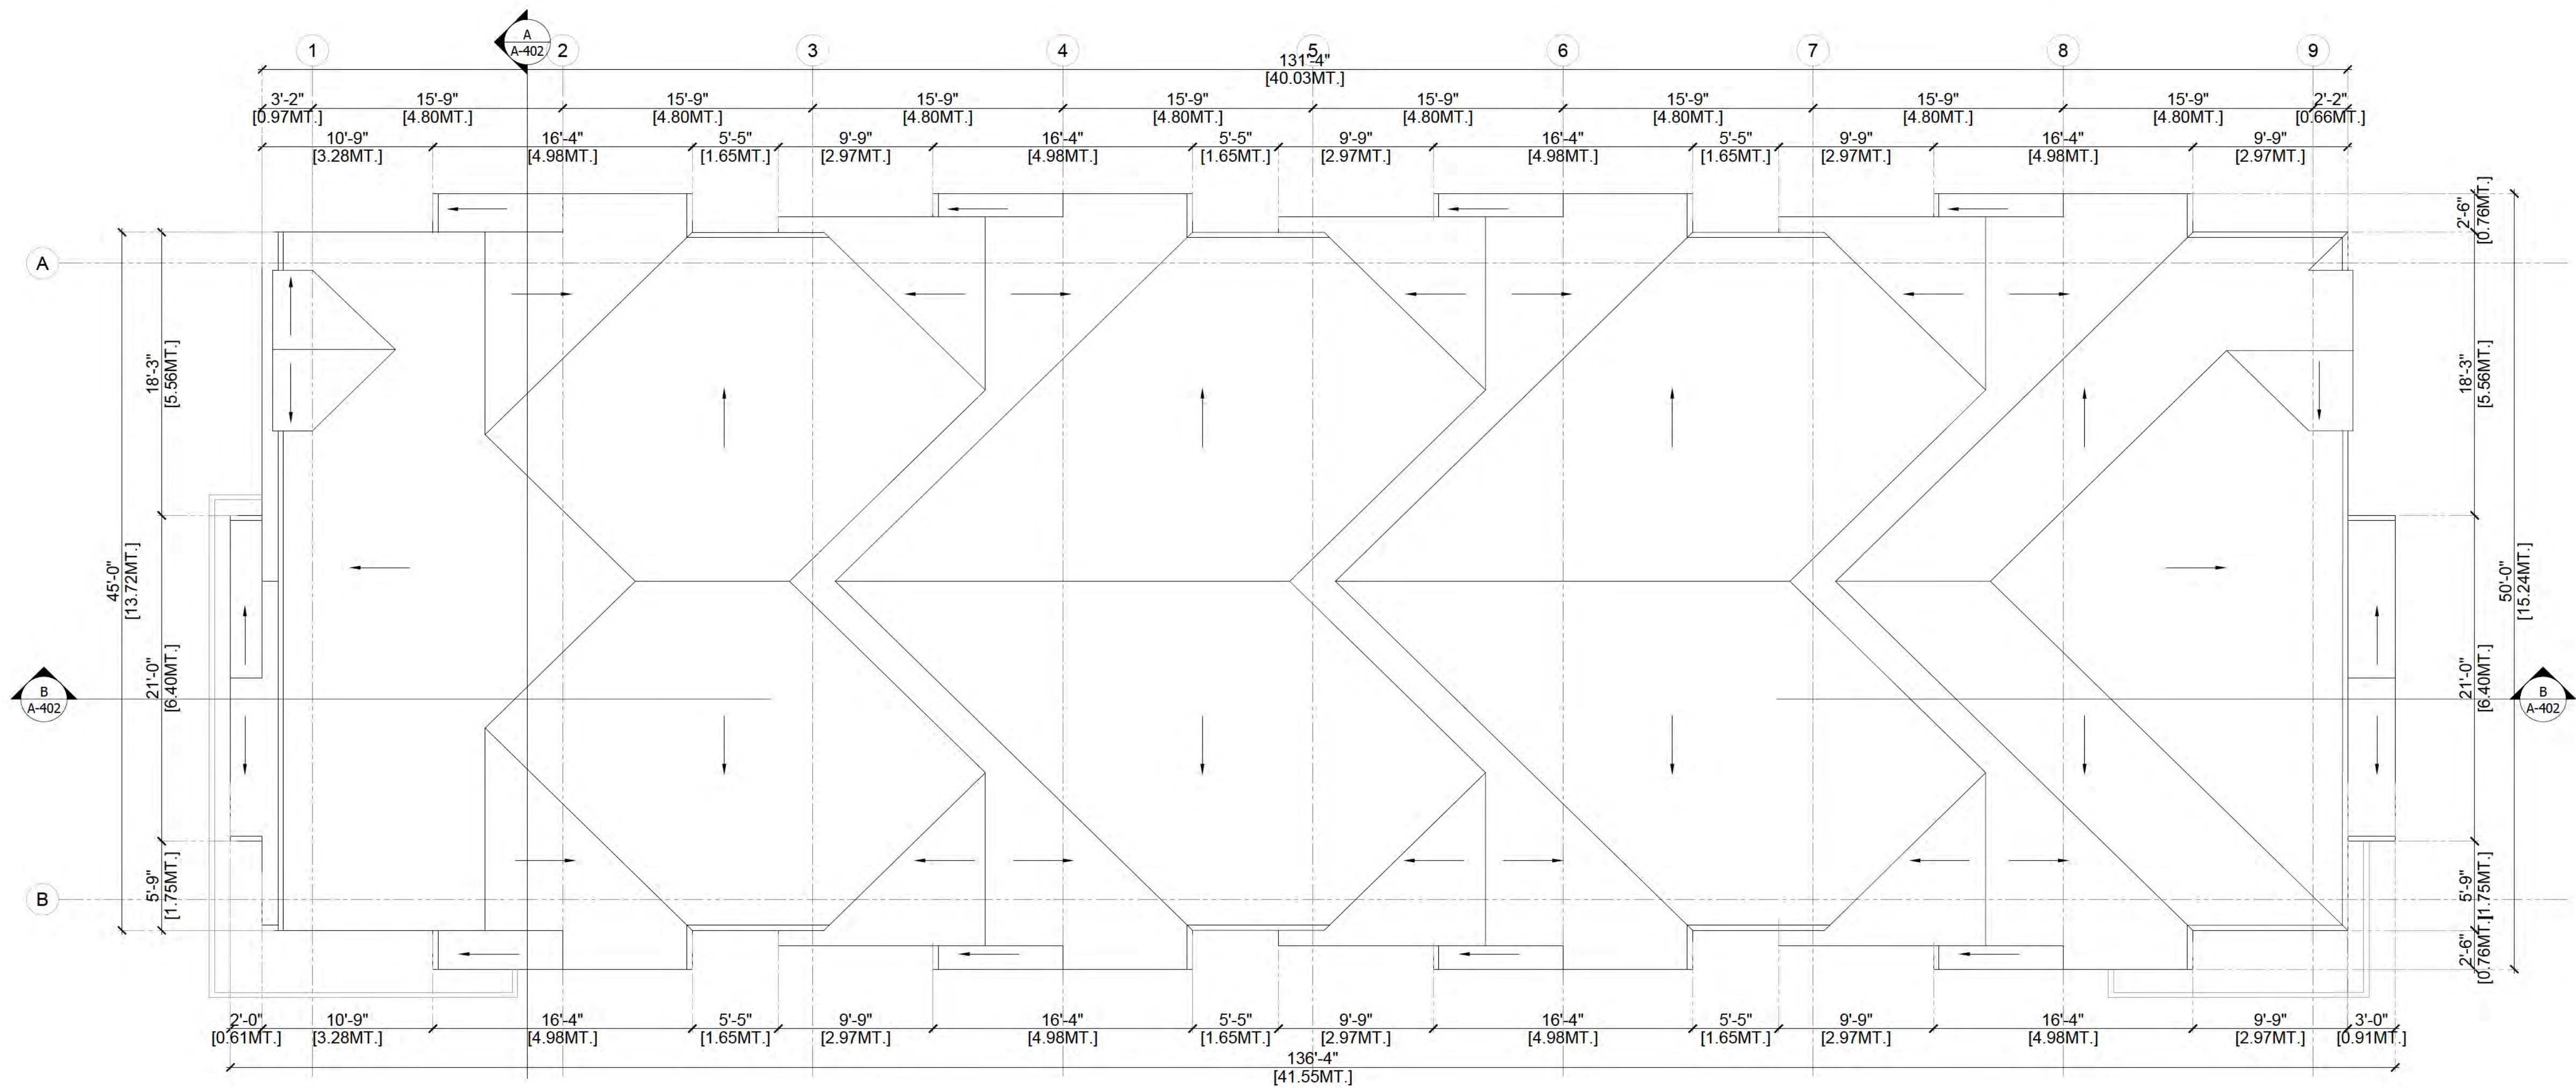 A
A-402
1
2
3
4
5
6
7
8
9
131'-4"
[40.03MT.]
3'-2"
15'-9"
15'-9"
15'-9"
15'-9"
15'-9"
15'-9"
15'-9"
15'-9"
2'-2"
[0.97MT.]
[4.80MT.]
[4.80MT.]
[4.80MT.]
[4.80MT.]
[4.80MT.]
[4.80MT.]
[4.80MT.]
[4.80MT.]
[0.66MT.]
10'-9"
16'-4"
5'-5"
9'-9"
16'-4"
5'-5"
9'-9"
16'-4"
5'-5"
9'-9"
16'-4"
9'-9"
[3.28MT.]
[4.98MT.]
[1.65MT.]
[2.97MT.]
[4.98MT.]
[1.65MT.]
[2.97MT.]
[4.98MT.]
[1.65MT.]
[2.97MT.]
[4.98MT.]
[2.97MT.]
A
B
B
A-402
45'-0"
[13.72MT.]
18'-3"
[5.56MT.]
21'-0"
[6.40MT.]
5'-9"
[1.75MT.]
2'-6"
[0.76MT.]
18'-3"
[5.56MT.]
50'-0"
[15.24MT.]
21'-0"
[6.40MT.]
5'-9"
[1.75MT.]
2'-6"
[0.76MT.]
B
A-402
2'-0"
10'-9"
16'-4"
5'-5"
9'-9"
16'-4"
5'-5"
9'-9"
16'-4"
5'-5"
9'-9"
16'-4"
9'-9"
3'-0"
[0.61MT.]
[3.28MT.]
[4.98MT.]
[1.65MT.]
[2.97MT.]
[4.98MT.]
[1.65MT.]
[2.97MT.]
[4.98MT.]
[1.65MT.]
[2.97MT.]
[4.98MT.]
[2.97MT.]
[0.91MT.]
136'-4"
[41.55MT.]